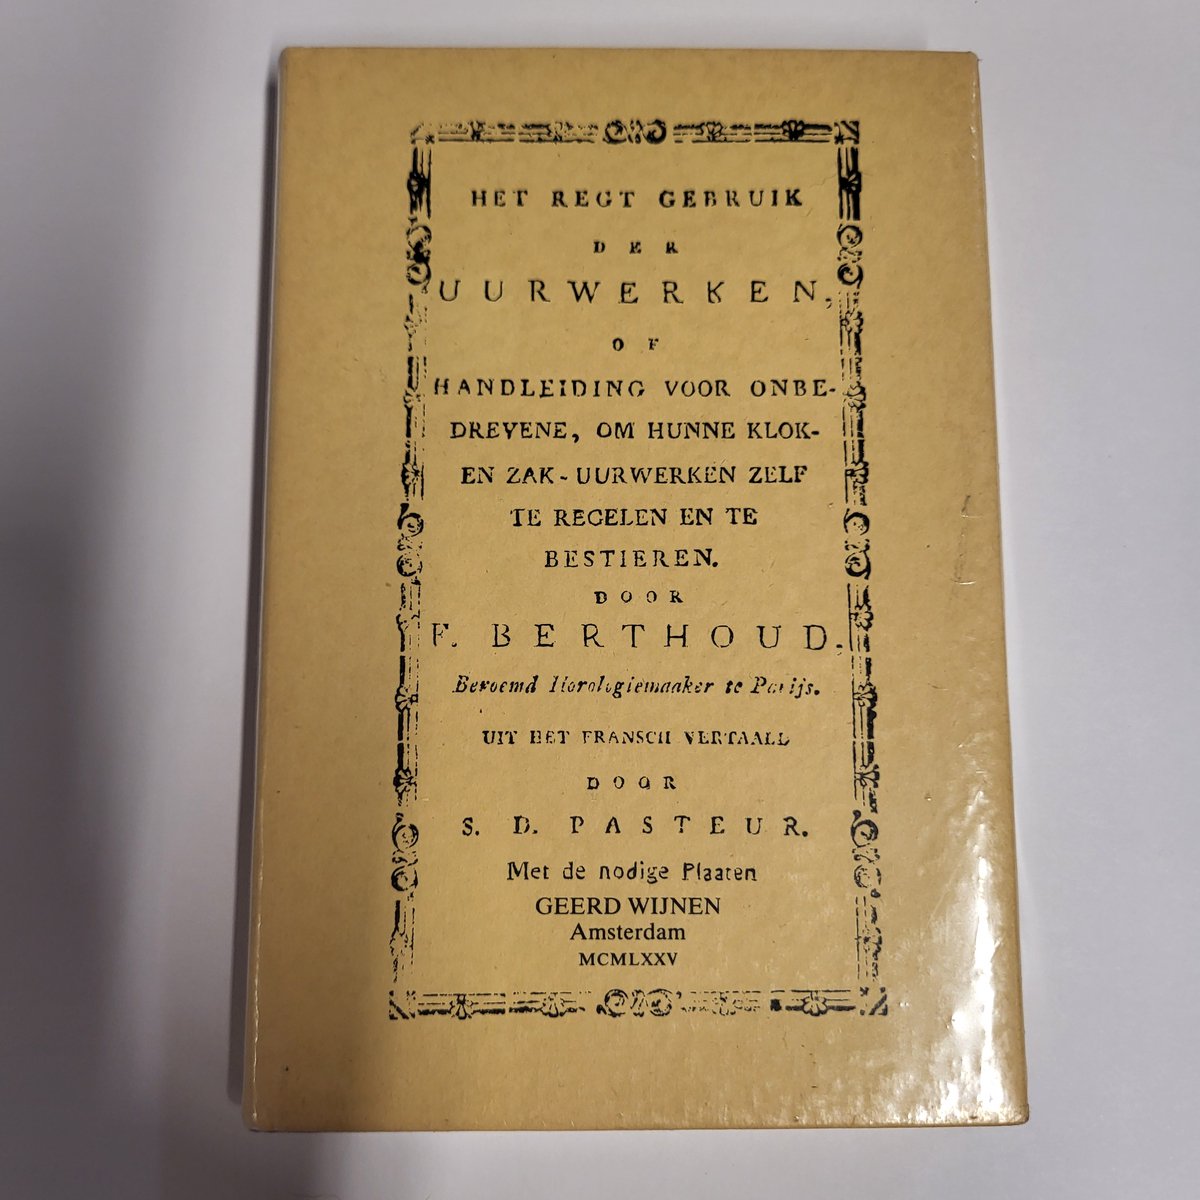 HET REGT GEBRUIK
DER
UURWERKEN,
OF
HANDLEIDING VOOR ONBE-
DREVENE, OM HUNNE KLOK-
EN ZAK-UURWERKEN ZELF
TE REGELEN EN TE
BESTIEREN.
DOOR
F. BERTHOUD.
Beroemd Horologiemaaker te Parijs.
UIT HET FRANSCH VERTAALD
DOOR
S. D. PASTEUR.
Met de nodige Plaaten
GEERD WIJNEN
Amsterdam
MCMLXXV